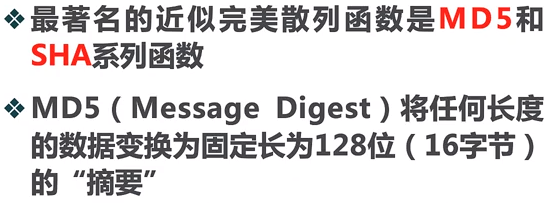 ❖最著名的近似完美散列函数是MD5和
SHA系列函数
❖MD5（Message Digest）将任何长度
的数据变换为固定长为128位（16字节）
的“摘要”